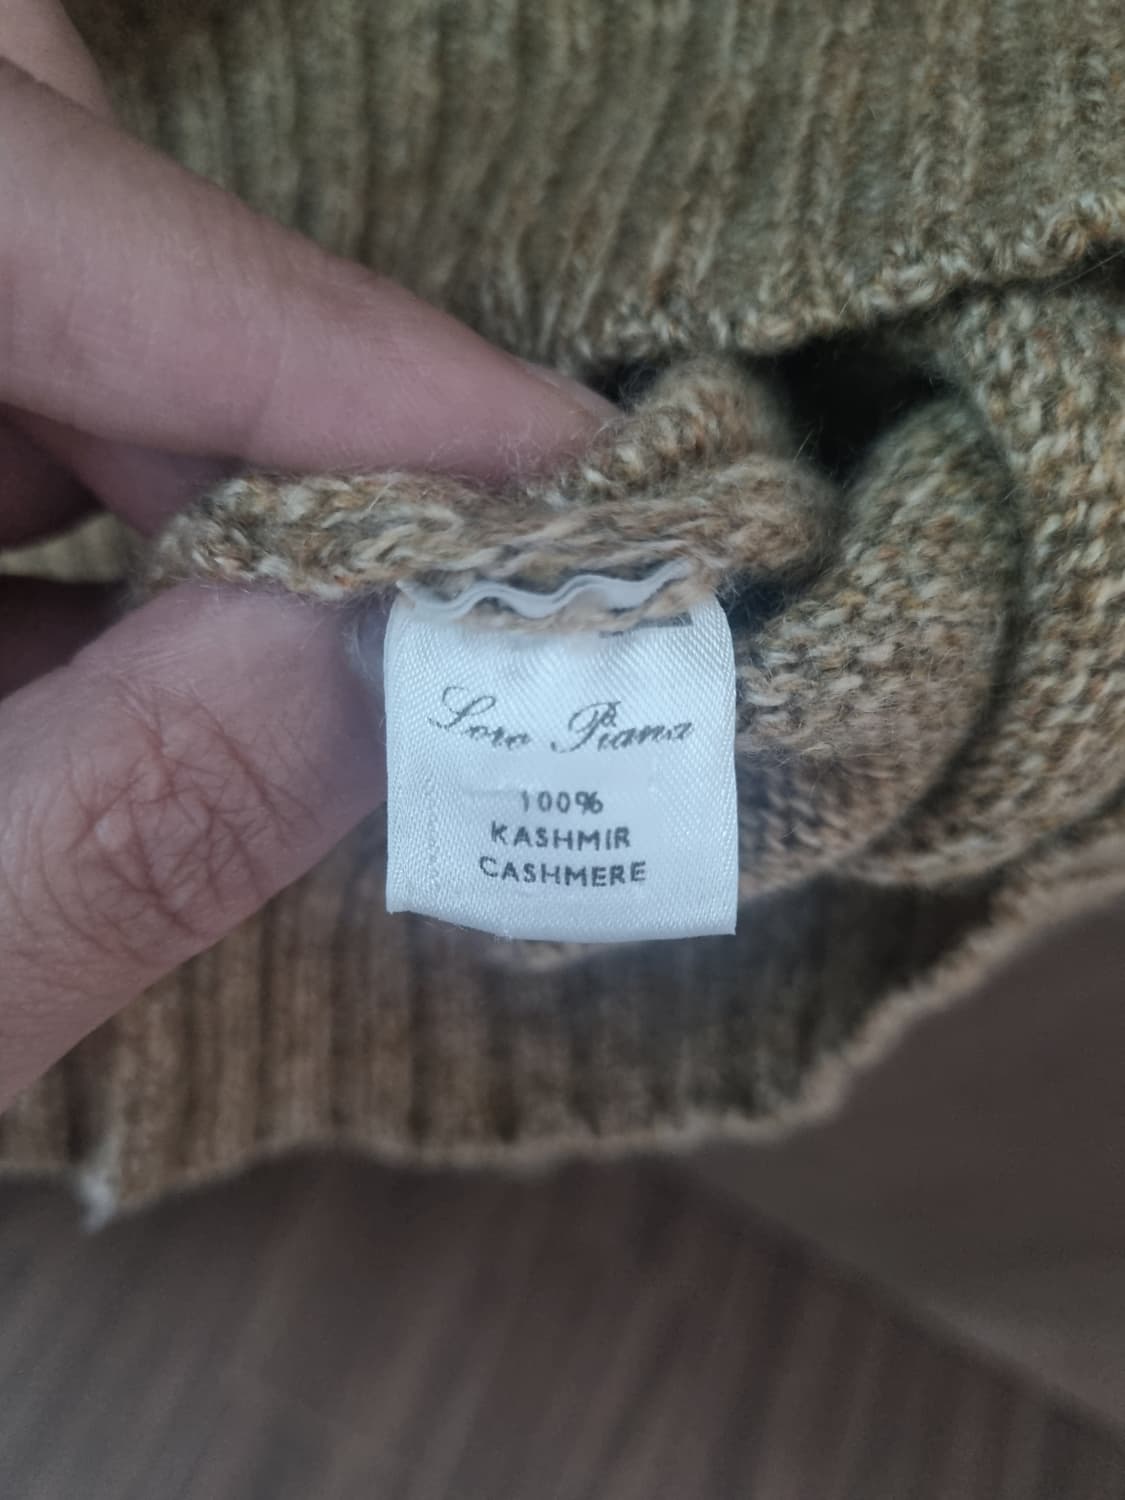 Loro Piana
100%
KASHMIR
CASHMERE